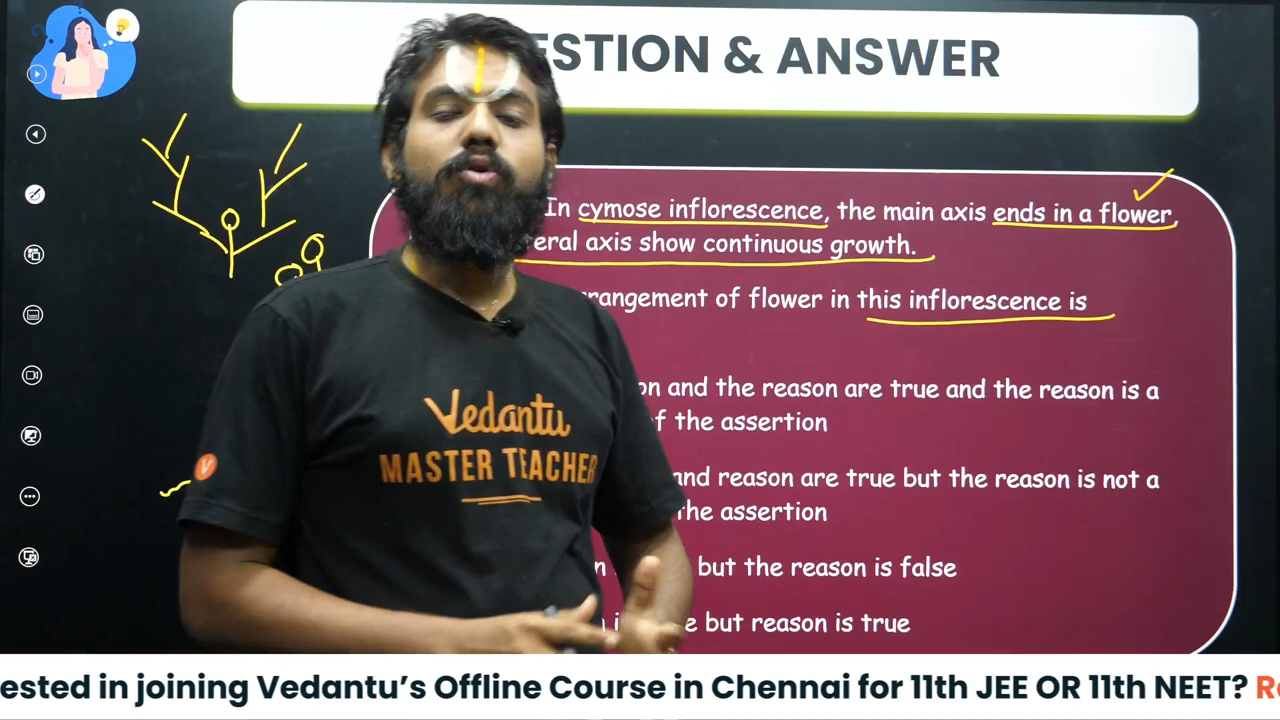 ESTION & ANSWER
In cymose inflorescence, the main axis ends in a flower,
teral axis show continuous growth.
rangement of flower in this inflorescence is
on and the reason are true and the reason is a
of the assertion
and reason are true but the reason is not a
the assertion
but the reason is false
e but reason is true
Vedantu
MASTER TEACHER
V
ested in joining Vedantu's Offline Course in Chennai for 11th JEE OR 11th NEET? Re